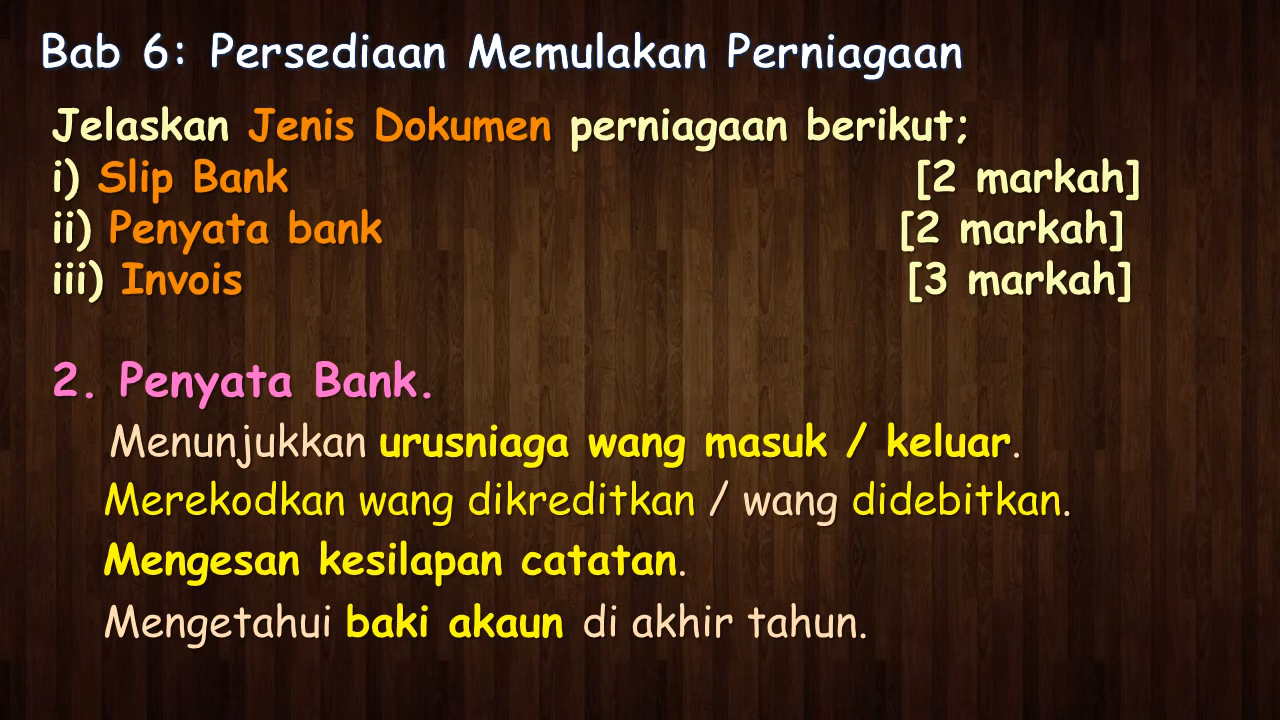 Bab 6: Persediaan Memulakan Perniagaan
Jelaskan Jenis Dokumen perniagaan berikut;
i) Slip Bank [2 markah]
ii) Penyata bank [2 markah]
iii) Invois [3 markah]
2. Penyata Bank.
Menunjukkan urusniaga wang masuk / keluar.
Merekodkan wang dikreditkan / wang didebitkan.
Mengesan kesilapan catatan.
Mengetahui baki akaun di akhir tahun.